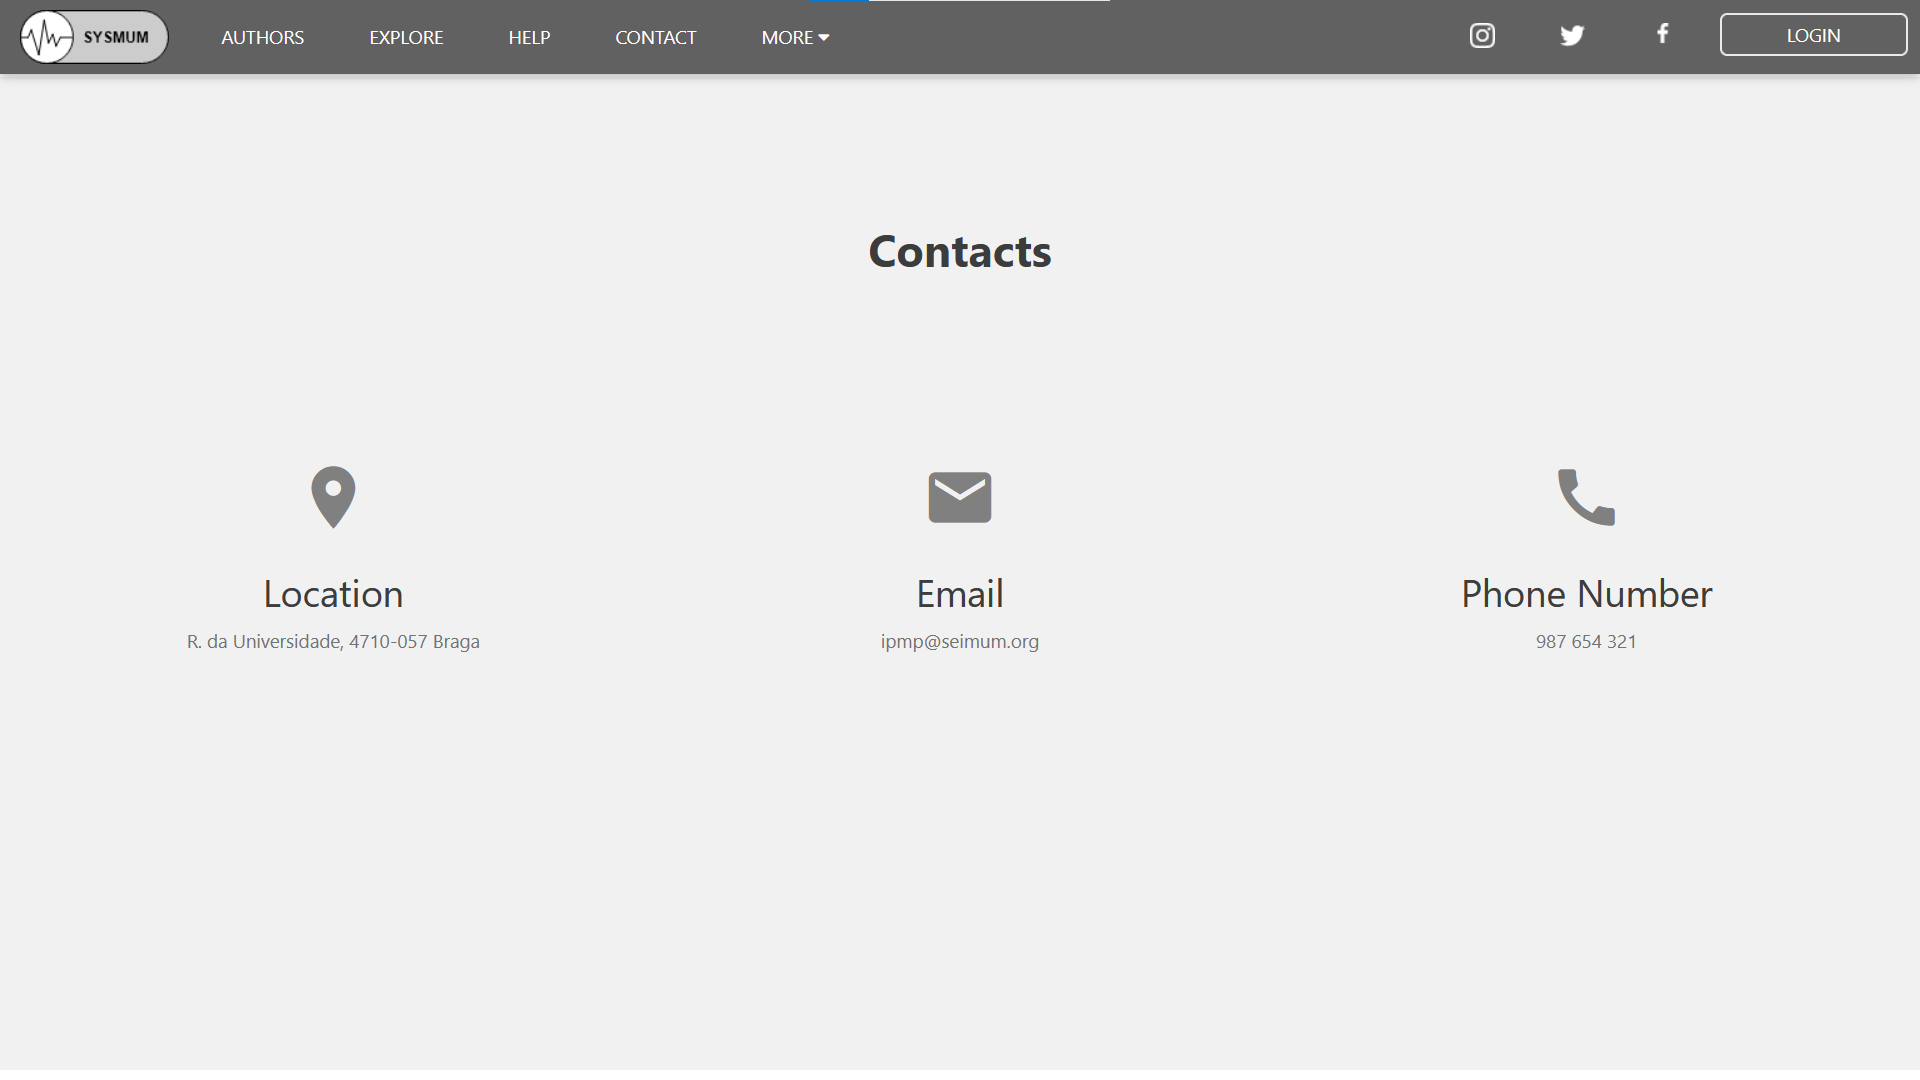 SYSMUM
AUTHORS
EXPLORE
HELP
CONTACT
MORE
LOGIN
Contacts
Location
R. da Universidade, 4710-057 Braga
Email
ipmp@seimum.org
Phone Number
987 654 321